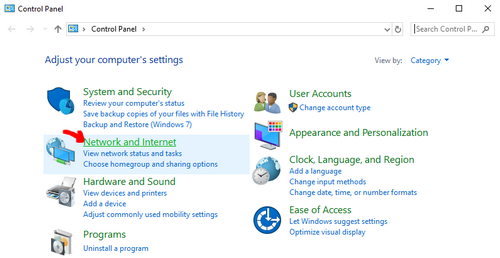 Control Panel
Control Panel
Search Control P...
Adjust your computer's settings
View by: Category
System and Security
Review your computer's status
Save backup copies of your files with File History
Backup and Restore (Windows 7)
Network and Internet
View network status and tasks
Choose homegroup and sharing options
Hardware and Sound
View devices and printers
Add a device
Adjust commonly used mobility settings
Programs
Uninstall a program
User Accounts
Change account type
Appearance and Personalization
Clock, Language, and Region
Add a language
Change input methods
Change date, time, or number formats
Ease of Access
Let Windows suggest settings
Optimize visual display